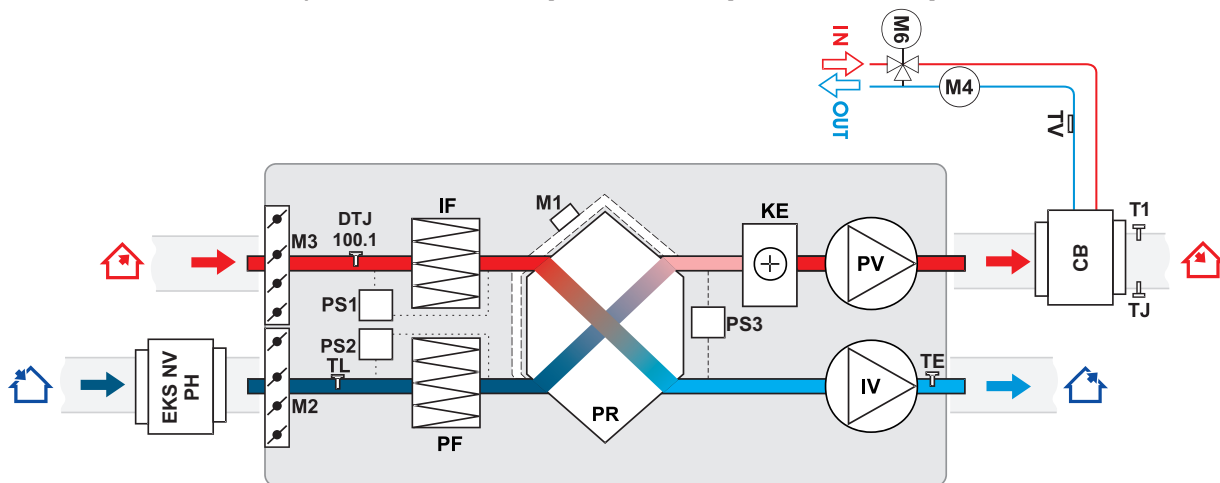 M6
IN
M4
OUT
TV
IF
M1
KE
T1
M3
DTJ
100.1
PV
CB
PS1
PS3
TJ
PS2
EKS NV
PH
TL
TE
M2
PR
IV
PF